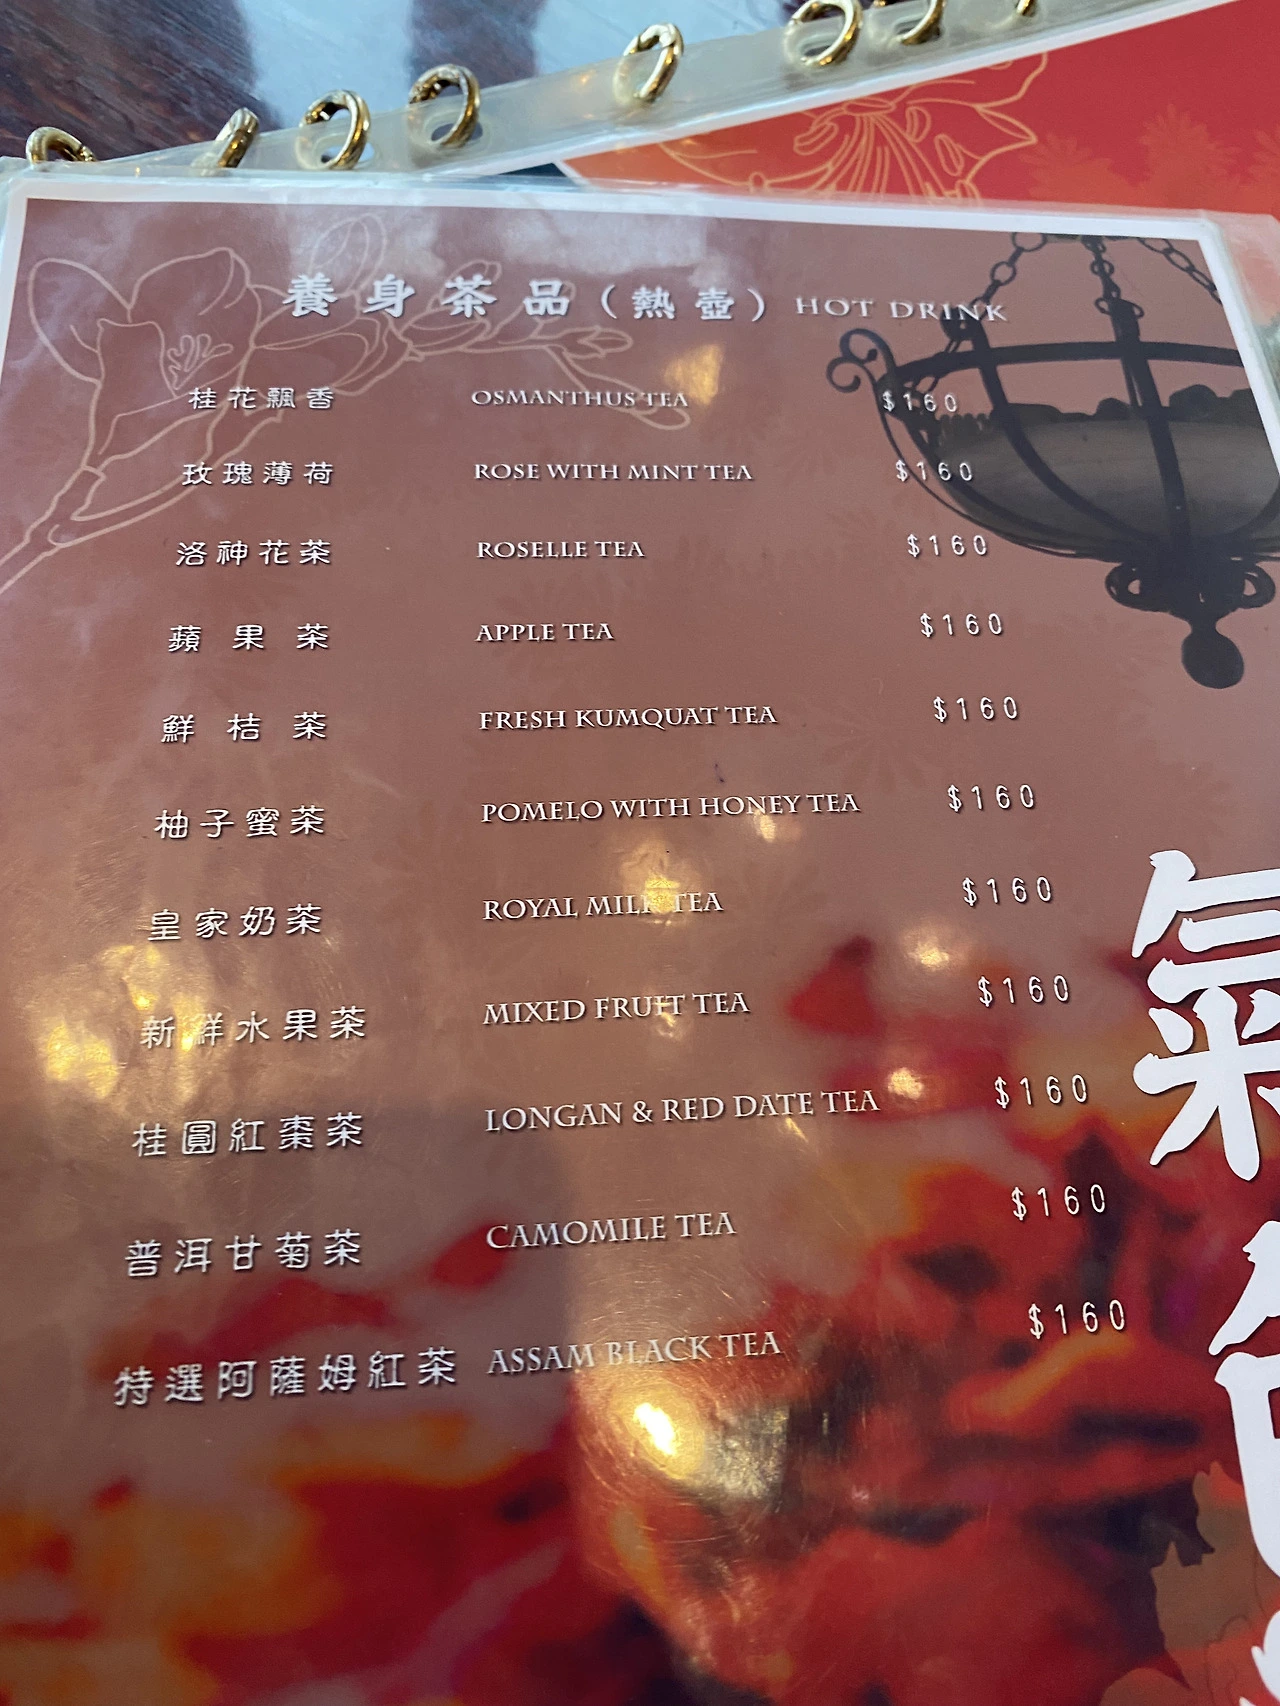 養身茶品(熱壺) HOT DRINK
桂花飄香 OSMANTHUS TEA $160
玫瑰薄荷 ROSE WITH MINT TEA $160
洛神花茶 ROSELLE TEA $160
蘋果茶 APPLE TEA $160
鮮桔茶 FRESH KUMQUAT TEA $160
柚子蜜茶 POMELO WITH HONEY TEA $160
皇家奶茶 ROYAL MILK TEA $160
新鮮水果茶 MIXED FRUIT TEA $160
桂圓紅棗茶 LONGAN & RED DATE TEA $160
普洱甘菊茶 CAMOMILE TEA $160
特選阿薩姆紅茶 ASSAM BLACK TEA $160
氣